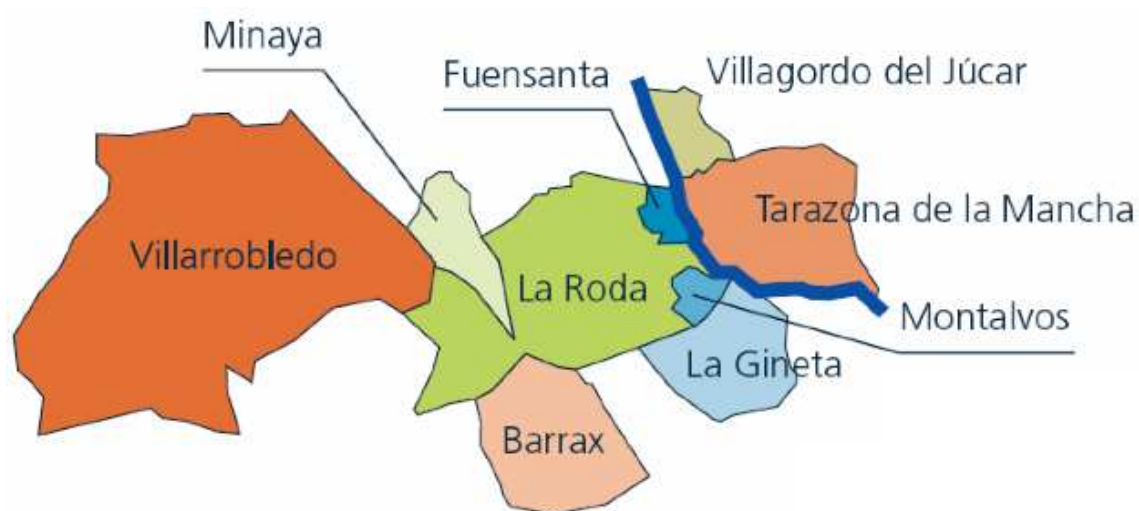 Minaya
Fuensanta
Villagordo del Júcar
Tarazona de la Mancha
Villarrobledo
La Roda
Montalvos
La Gineta
Barrax